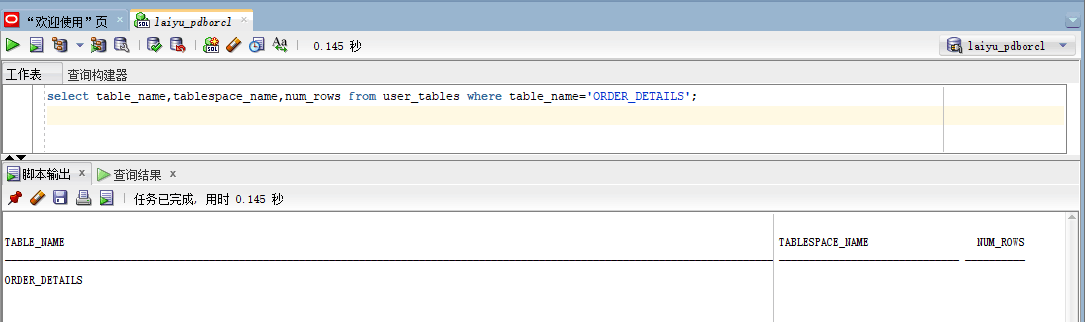 “欢迎使用”页 laiyu_pdborcl
0.145 秒 laiyu_pdborcl
工作表 查询构建器
select table_name,tablespace_name,num_rows from user_tables where table_name='ORDER_DETAILS';
脚本输出 x 查询结果 x
任务已完成, 用时 0.145 秒
TABLE_NAME TABLESPACE_NAME NUM_ROWS
ORDER_DETAILS